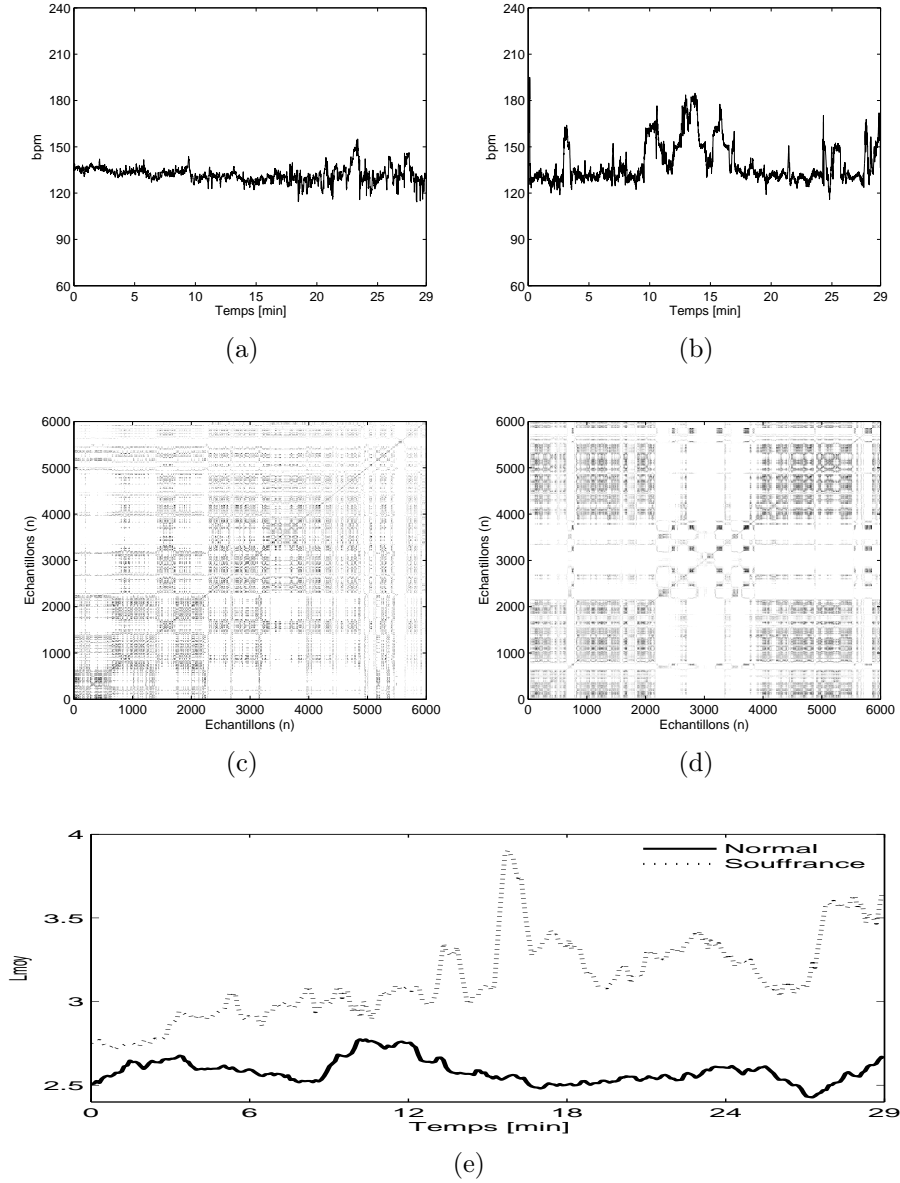 240
210
180
150
120
90
60
bpm
0 5 10 15 20 25 29
Temps [min]
(a)
240
210
180
150
120
90
60
bpm
0 5 10 15 20 25 29
Temps [min]
(b)
6000
5000
4000
3000
2000
1000
0
Echantillons (n)
0 1000 2000 3000 4000 5000 6000
Echantillons (n)
(c)
6000
5000
4000
3000
2000
1000
0
Echantillons (n)
0 1000 2000 3000 4000 5000 6000
Echantillons (n)
(d)
4
3.5
3
2.5
Lmoy
Normal
Souffrance
0 6 12 18 24 29
Temps [min]
(e)